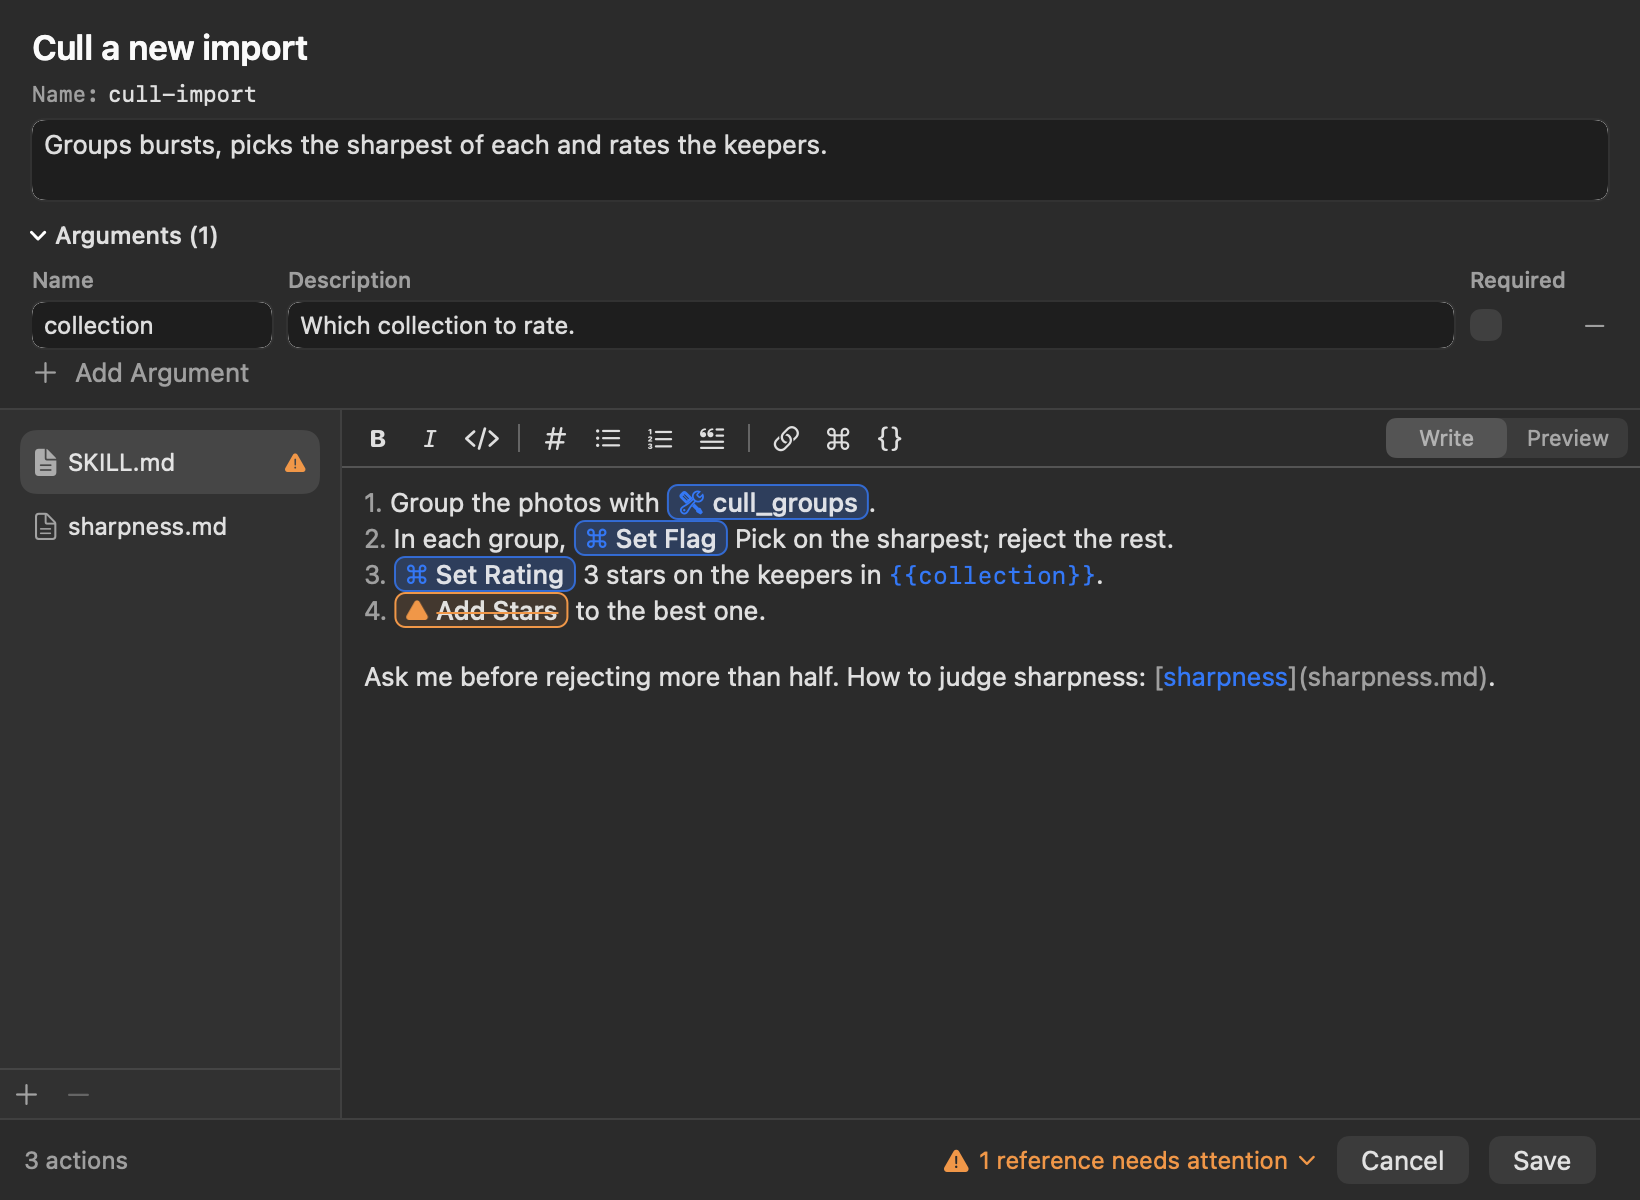 Cull a new import
Name: cull-import
Groups bursts, picks the sharpest of each and rates the keepers.
Arguments (1)
Name Description Required
collection Which collection to rate.
Add Argument
SKILL.md
sharpness.md
B I </> # {} Write Preview
1. Group the photos with cull_groups.
2. In each group, ⌘ Set Flag Pick on the sharpest; reject the rest.
3. ⌘ Set Rating 3 stars on the keepers in {{collection}}.
4. Add Stars to the best one.
Ask me before rejecting more than half. How to judge sharpness: [sharpness](sharpness.md).
3 actions
1 reference needs attention
Cancel
Save